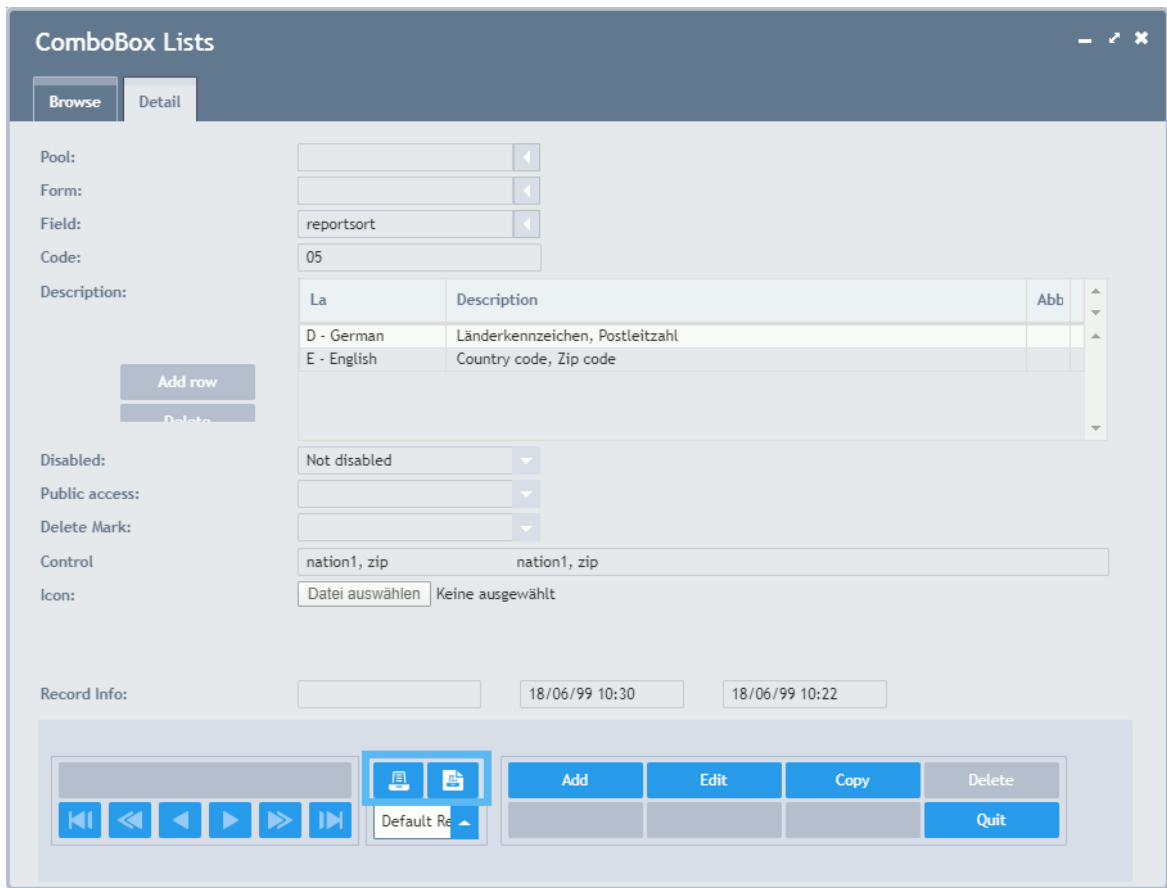 ComboBox Lists
Browse Detail
Pool:
Form:
Field: reportsort
Code: 05
Description: La Description Abb
D - German Länderkennzeichen, Postleitzahl
E - English Country code, Zip code
Add row
Delete
Disabled: Not disabled
Public access:
Delete Mark:
Control nation1, zip nation1, zip
Icon: Datei auswählen Keine ausgewählt
Record Info: 18/06/99 10:30 18/06/99 10:22
Add Edit Copy Delete
Default Re Quit